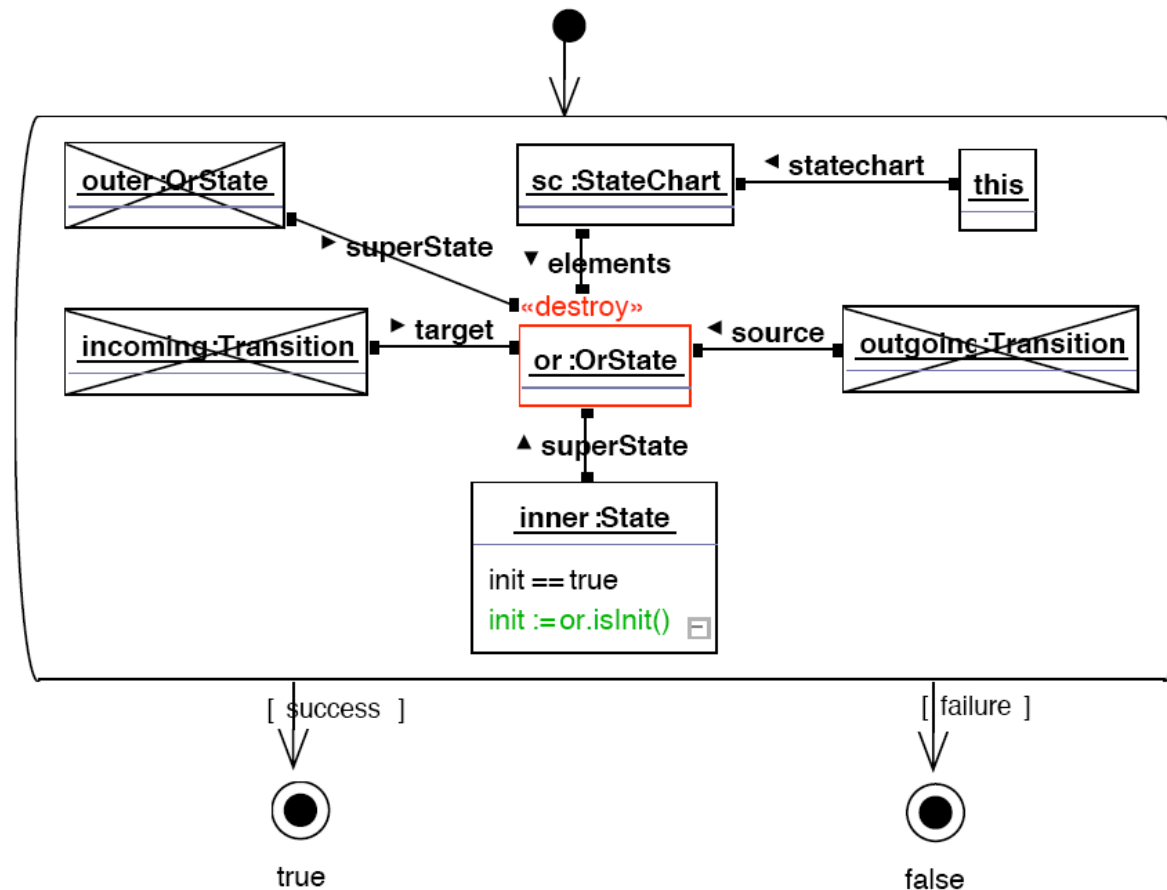 outer :OrState
sc :StateChart
◄ statechart
this
► superState
▼ elements
«destroy»
incoming :Transition
► target
or :OrState
◄ source
outgoing :Transition
▲ superState
inner :State
init == true
init := or.isInit()
[ success ]
[ failure ]
true
false